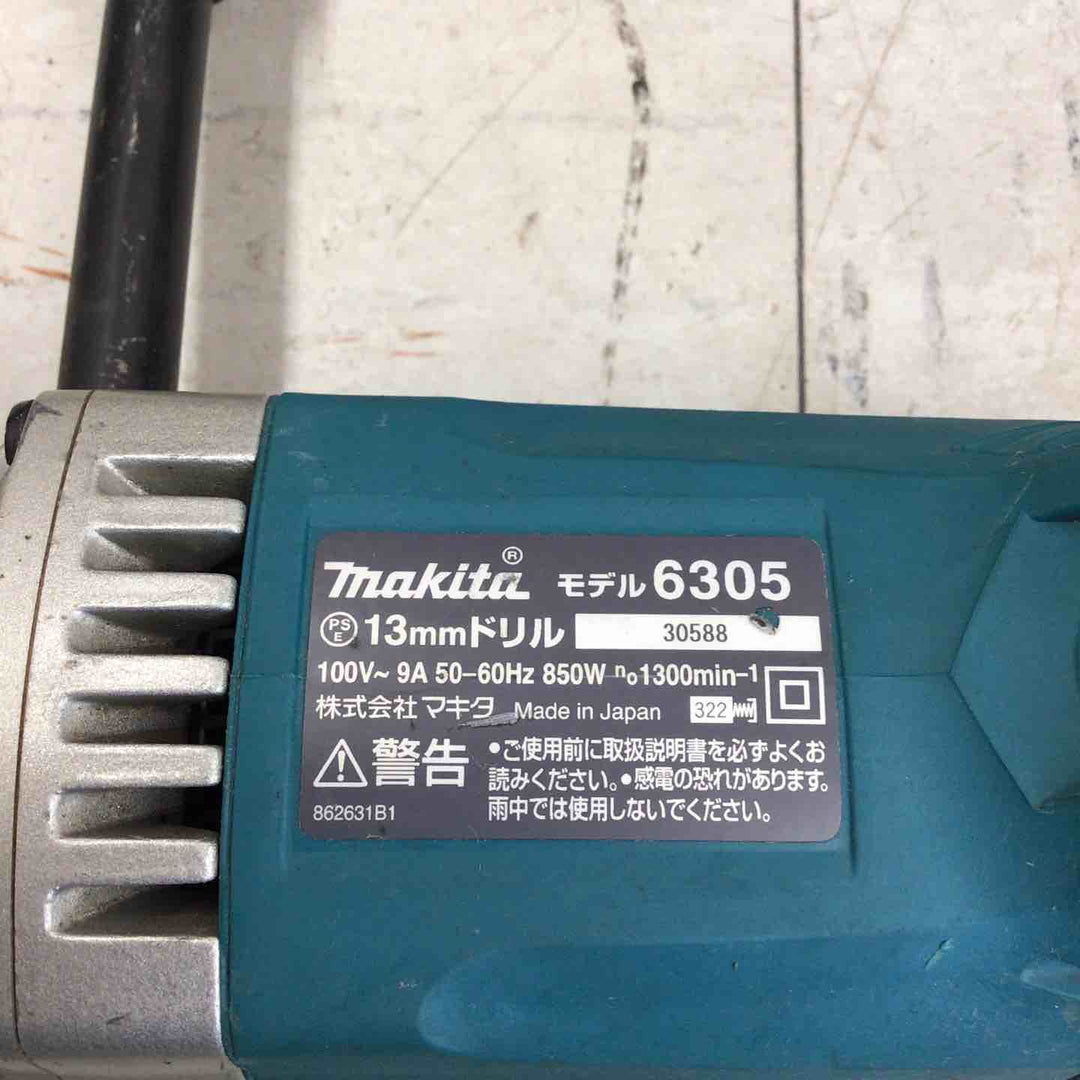 makita® モデル 6305
PSE 13mmドリル 30588
100V~ 9A 50-60Hz 850W n₀1300min-1
株式会社 マキタ Made in Japan 322
警告 •ご使用前に取扱説明書を必ずよくお
読みください。•感電の恐れがあります。
862631B1 雨中では使用しないでください。